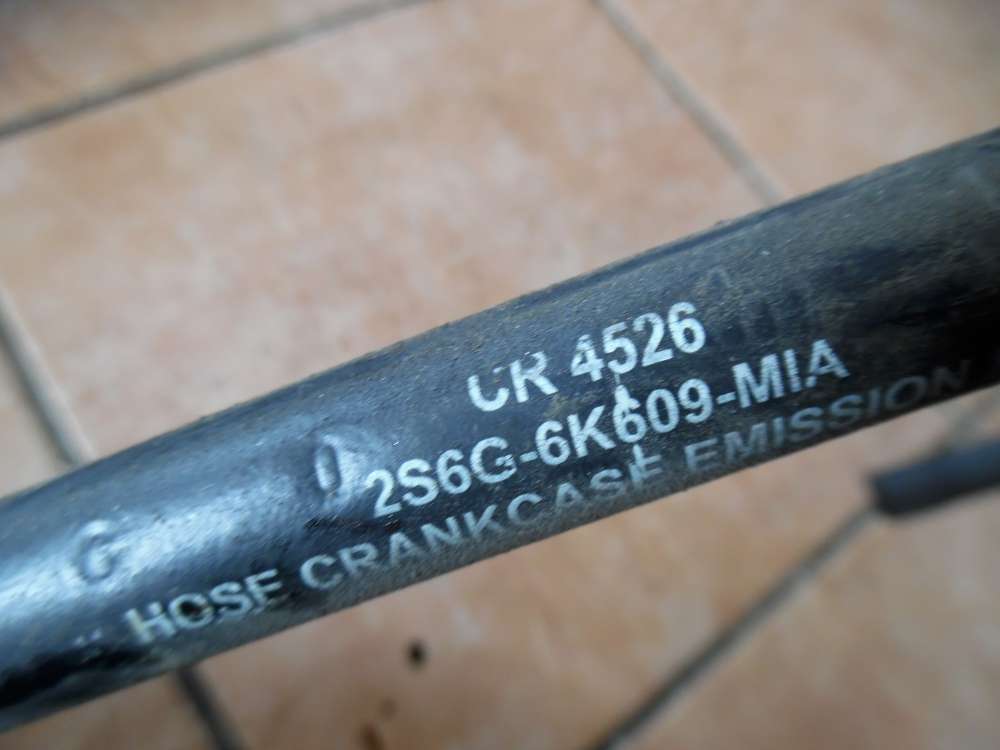 CR 4526
2S6G-6K609-MIA
HOSE CRANKCASE EMISSION
G